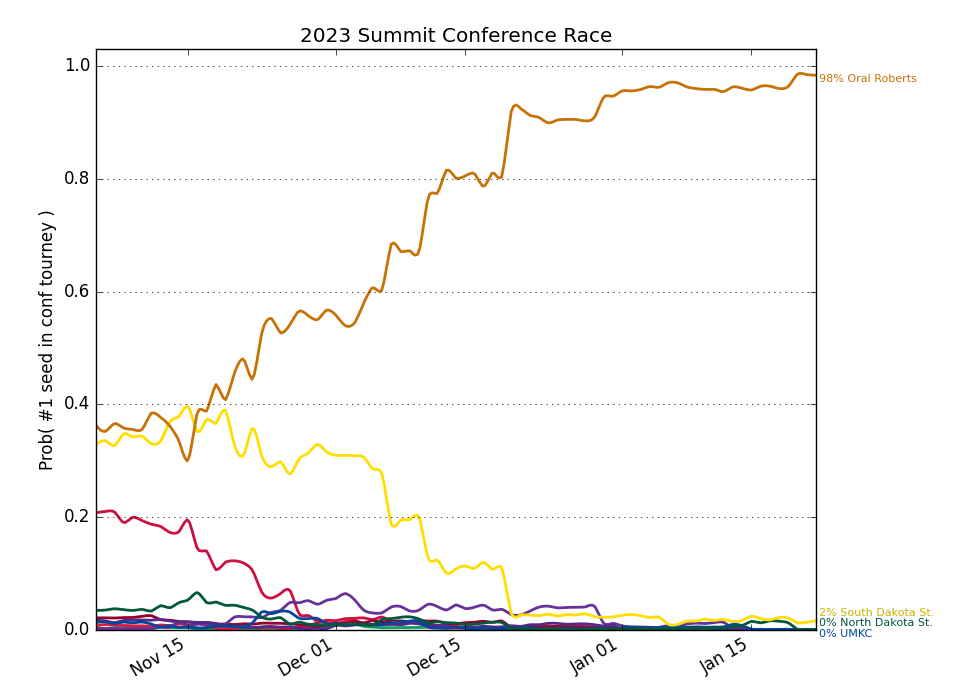 2023 Summit Conference Race
Prob( #1 seed in conf tourney )
1.0
0.8
0.6
0.4
0.2
0.0
Nov 15
Dec 01
Dec 15
Jan 01
Jan 15
98% Oral Roberts
2% South Dakota St.
0% North Dakota St.
0% UMKC